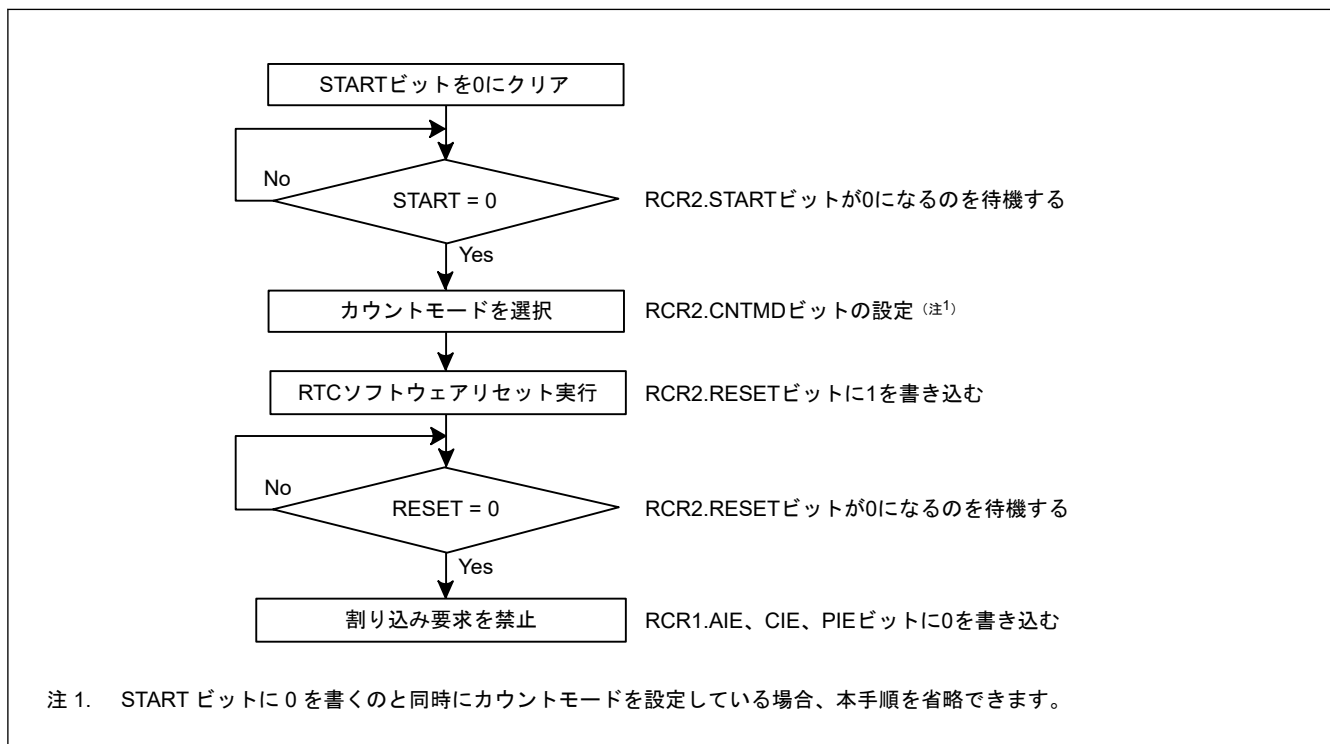 STARTビットを0にクリア
No
START = 0
RCR2.STARTビットが0になるのを待機する
Yes
カウントモードを選択
RCR2.CNTMDビットの設定（注1）
RTCソフトウェアリセット実行
RCR2.RESETビットに1を書き込む
No
RESET = 0
RCR2.RESETビットが0になるのを待機する
Yes
割り込み要求を禁止
RCR1.AIE、CIE、PIEビットに0を書き込む
注 1. START ビットに 0 を書くのと同時にカウントモードを設定している場合、本手順を省略できます。